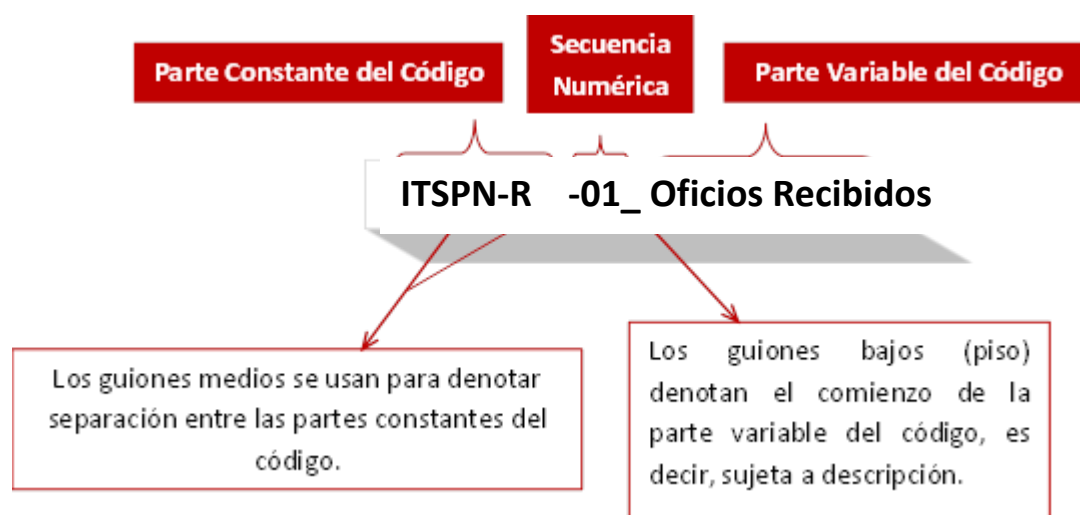 Parte Constante del Código
Secuencia
Numérica
Parte Variable del Código
ITSPN-R -01_ Oficios Recibidos
Los guiones medios se usan para denotar
separación entre las partes constantes del
código.
Los guiones bajos (piso)
denotan el comienzo de la
parte variable del código, es
decir, sujeta a descripción.